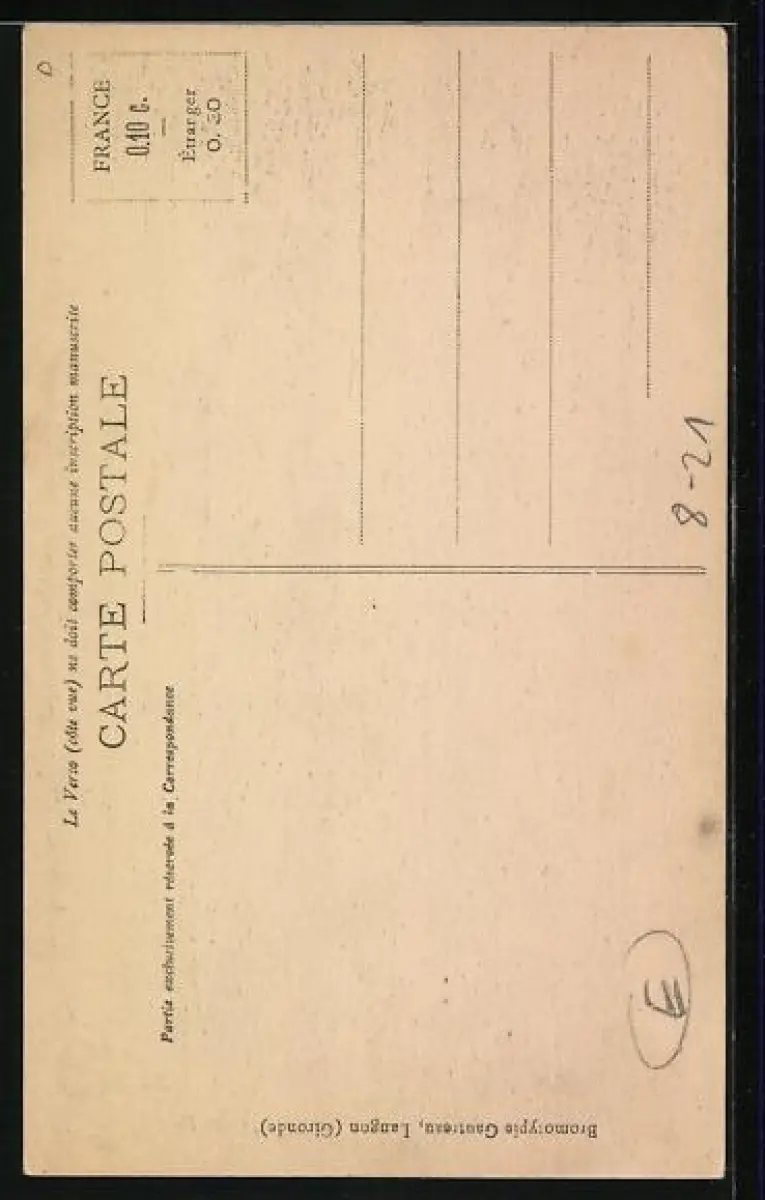 Le Verso (côté vue) ne doit comporter aucune inscription manuscrite
CARTE POSTALE
FRANCE
0.10 c.
Étranger
0.20
Partie exclusivement réservée à la Correspondance
Bromotypie Gautreau, Langon (Gironde)
8-21
E